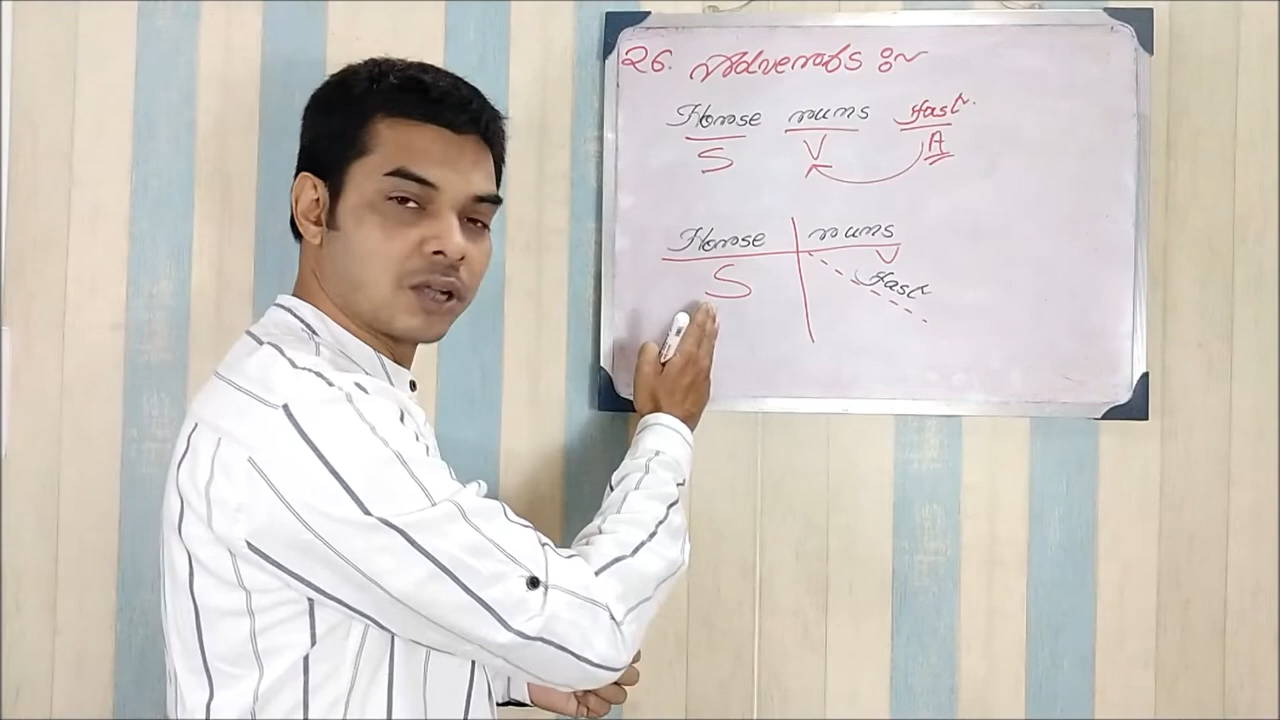 26. Adverbs :~
Horse runs fast.
S V A
Horse runs
S V
fast